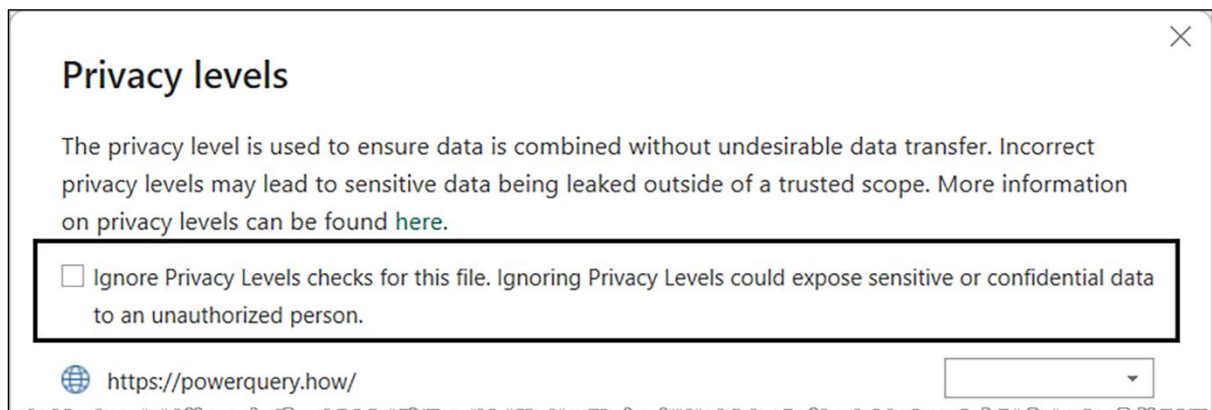 Privacy levels
The privacy level is used to ensure data is combined without undesirable data transfer. Incorrect
privacy levels may lead to sensitive data being leaked outside of a trusted scope. More information
on privacy levels can be found here.
Ignore Privacy Levels checks for this file. Ignoring Privacy Levels could expose sensitive or confidential data
to an unauthorized person.
https://powerquery.how/